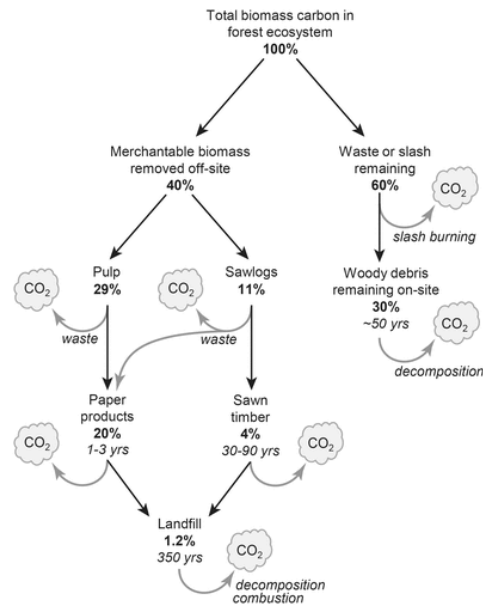 Total biomass carbon in
forest ecosystem
100%
Merchantable biomass
removed off-site
40%
Waste or slash
remaining
60%
CO2
slash burning
Pulp
29%
CO2
waste
Sawlogs
11%
CO2
waste
Woody debris
remaining on-site
30%
~50 yrs
CO2
decomposition
Paper
products
20%
1-3 yrs
CO2
Sawn
timber
4%
30-90 yrs
CO2
Landfill
1.2%
350 yrs
CO2
decomposition
combustion